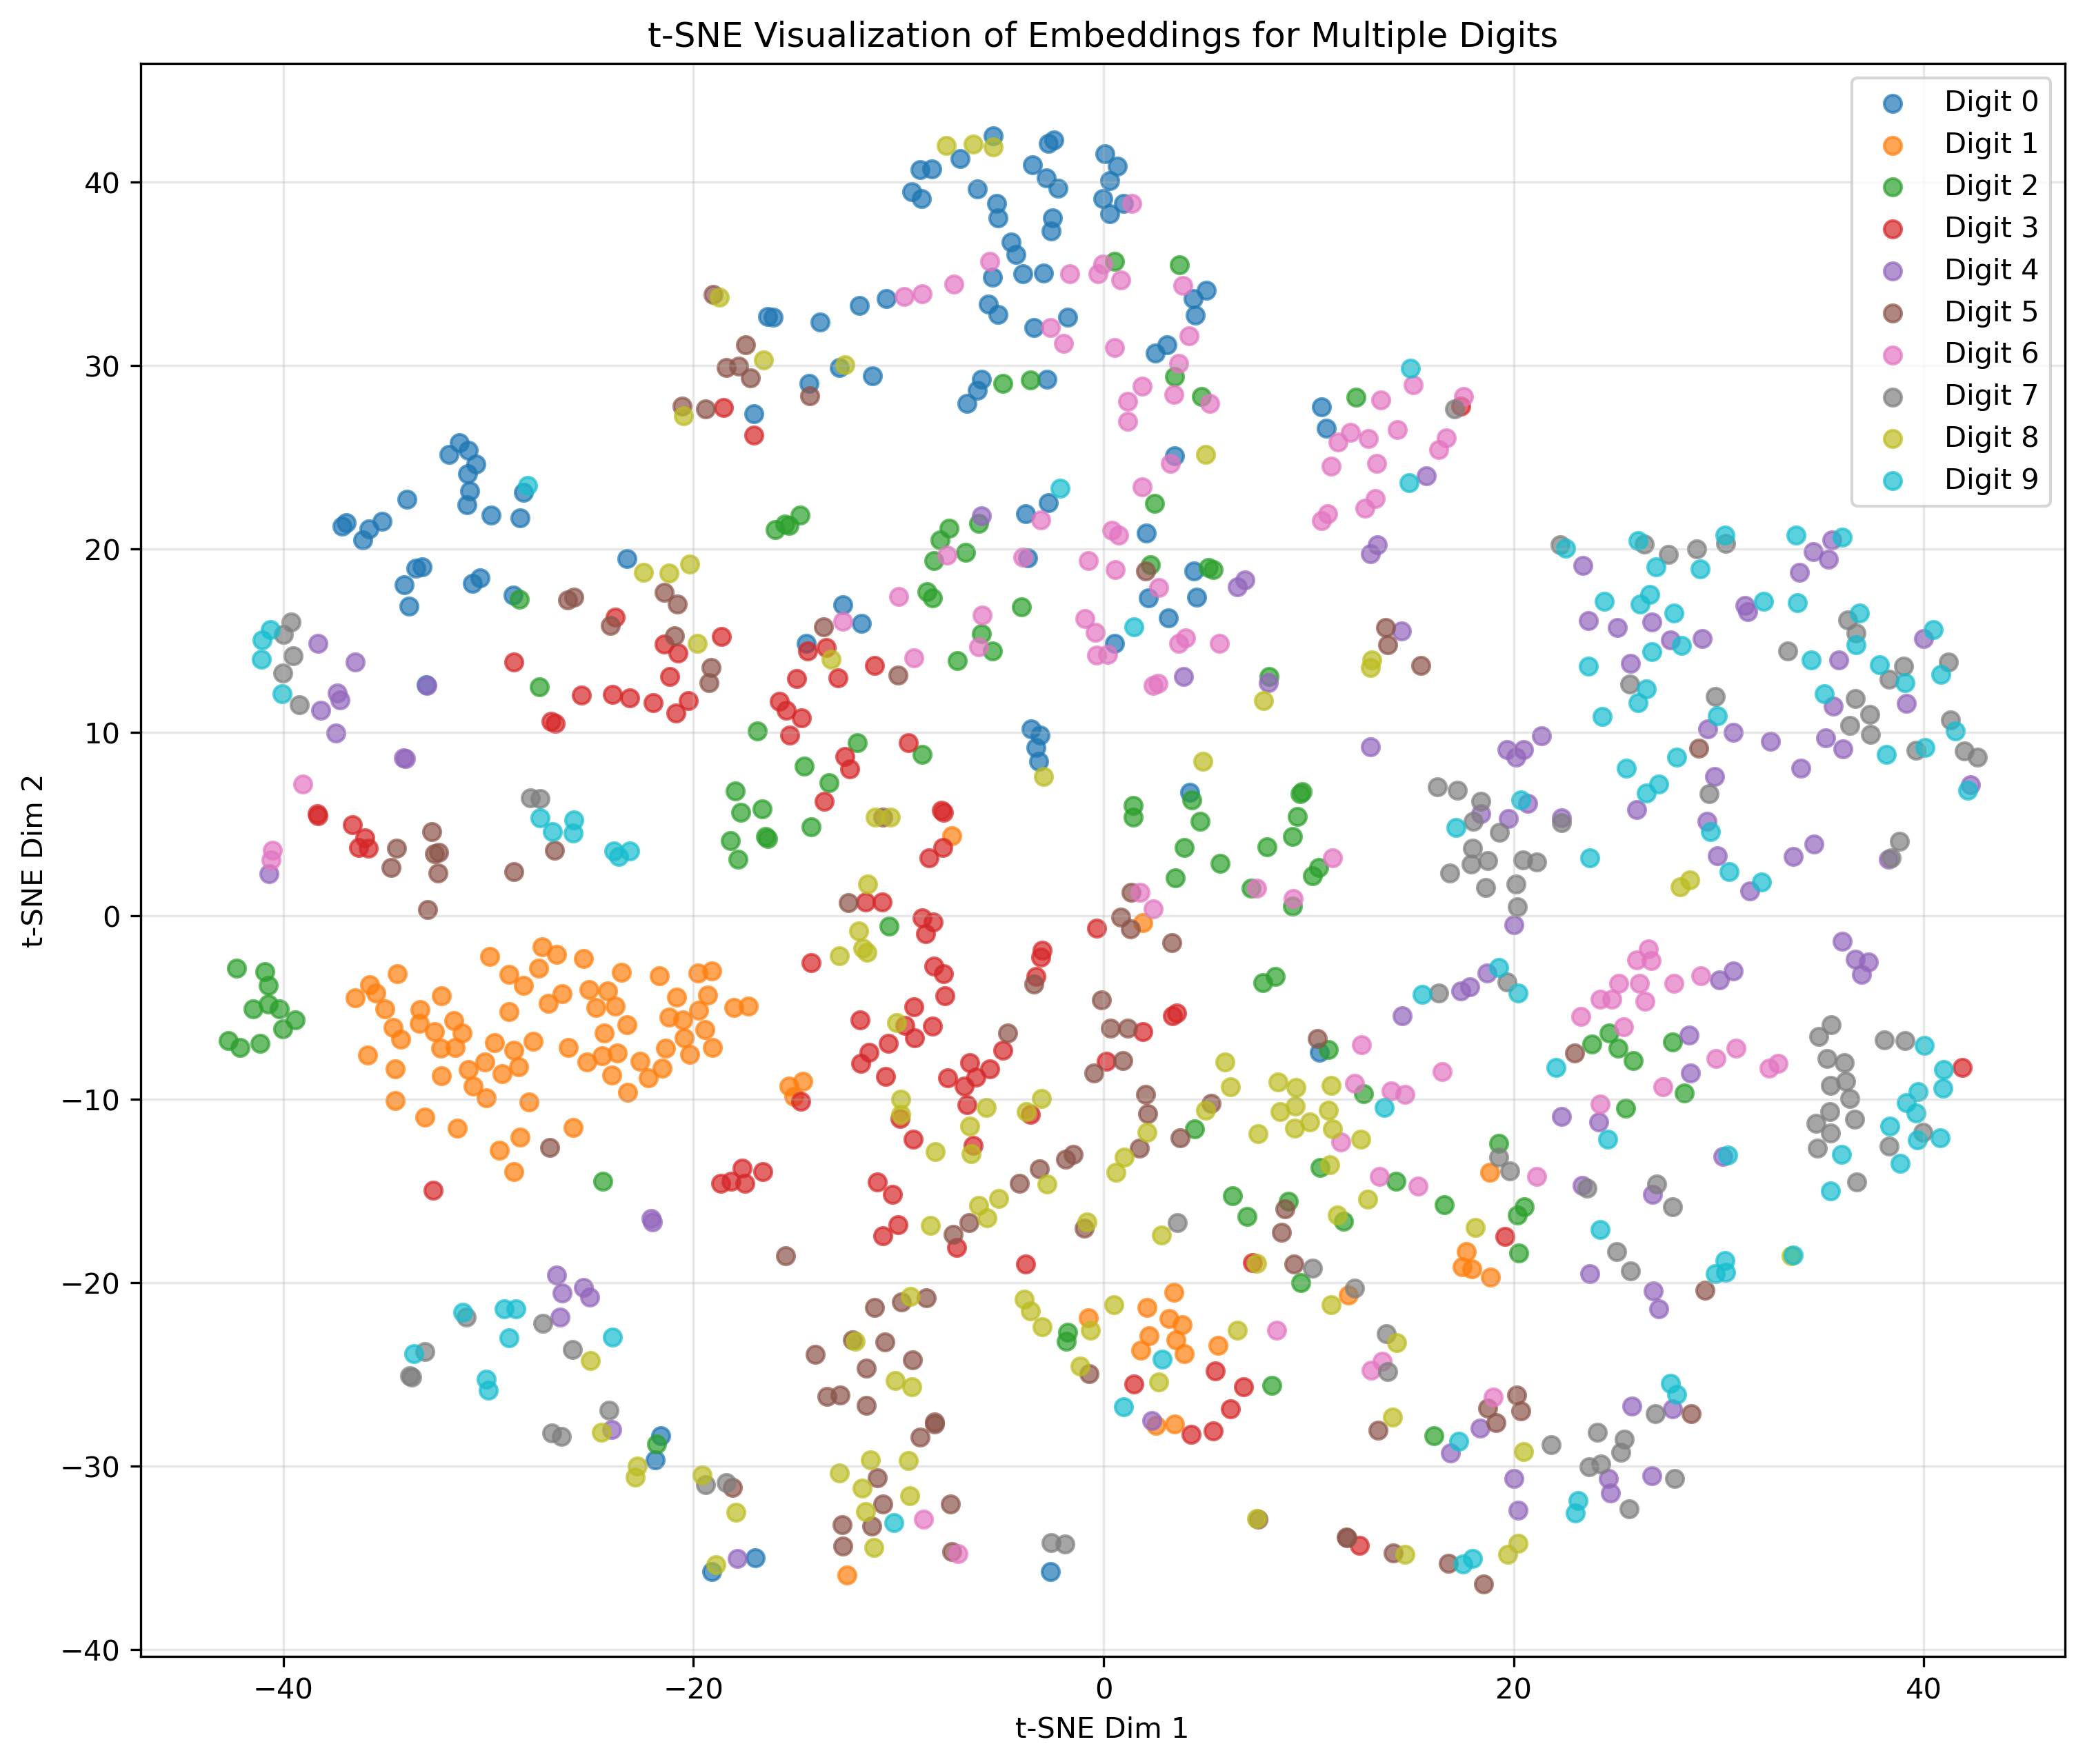 t-SNE Visualization of Embeddings for Multiple Digits
Digit 0
Digit 1
Digit 2
Digit 3
Digit 4
Digit 5
Digit 6
Digit 7
Digit 8
Digit 9
40
30
20
10
0
−10
−20
−30
−40
t-SNE Dim 2
−40
−20
0
20
40
t-SNE Dim 1